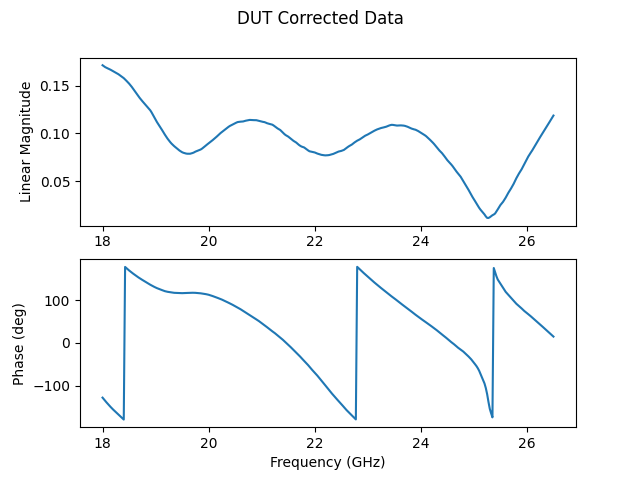 DUT Corrected Data
Linear Magnitude
0.15
0.10
0.05
18 20 22 24 26
Phase (deg)
100
0
−100
18 20 22 24 26
Frequency (GHz)